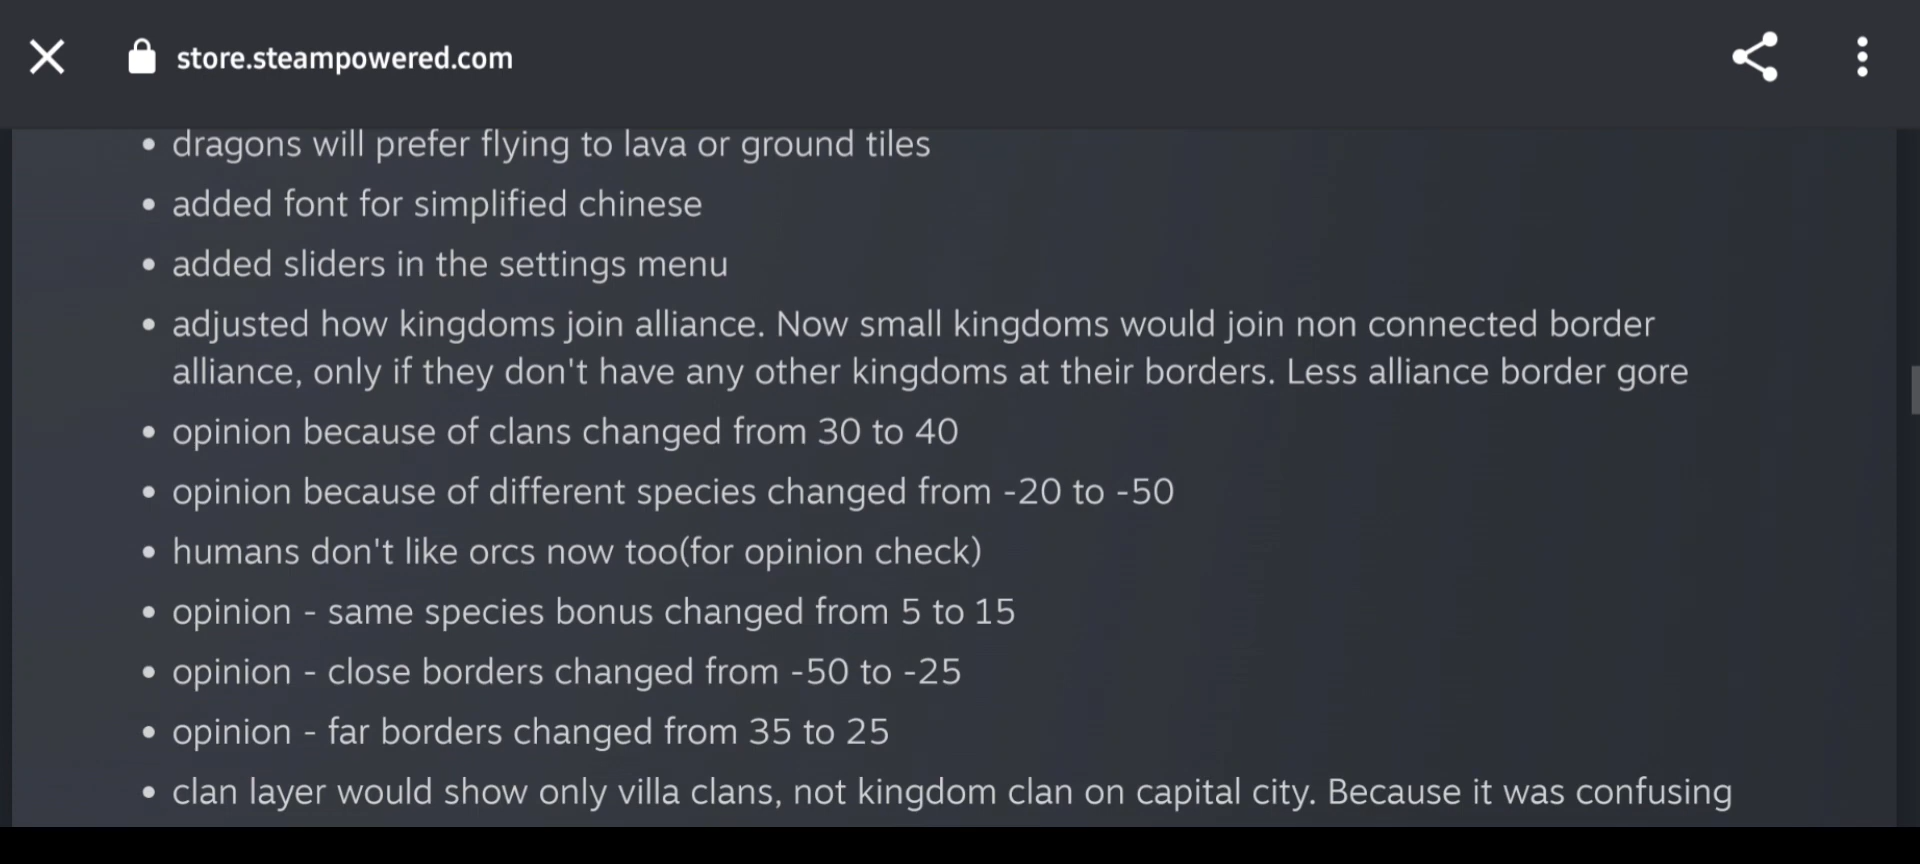 store.steampowered.com
• dragons will prefer flying to lava or ground tiles
• added font for simplified chinese
• added sliders in the settings menu
• adjusted how kingdoms join alliance. Now small kingdoms would join non connected border
alliance, only if they don't have any other kingdoms at their borders. Less alliance border gore
• opinion because of clans changed from 30 to 40
• opinion because of different species changed from -20 to -50
• humans don't like orcs now too(for opinion check)
• opinion - same species bonus changed from 5 to 15
• opinion - close borders changed from -50 to -25
• opinion - far borders changed from 35 to 25
• clan layer would show only villa clans, not kingdom clan on capital city. Because it was confusing